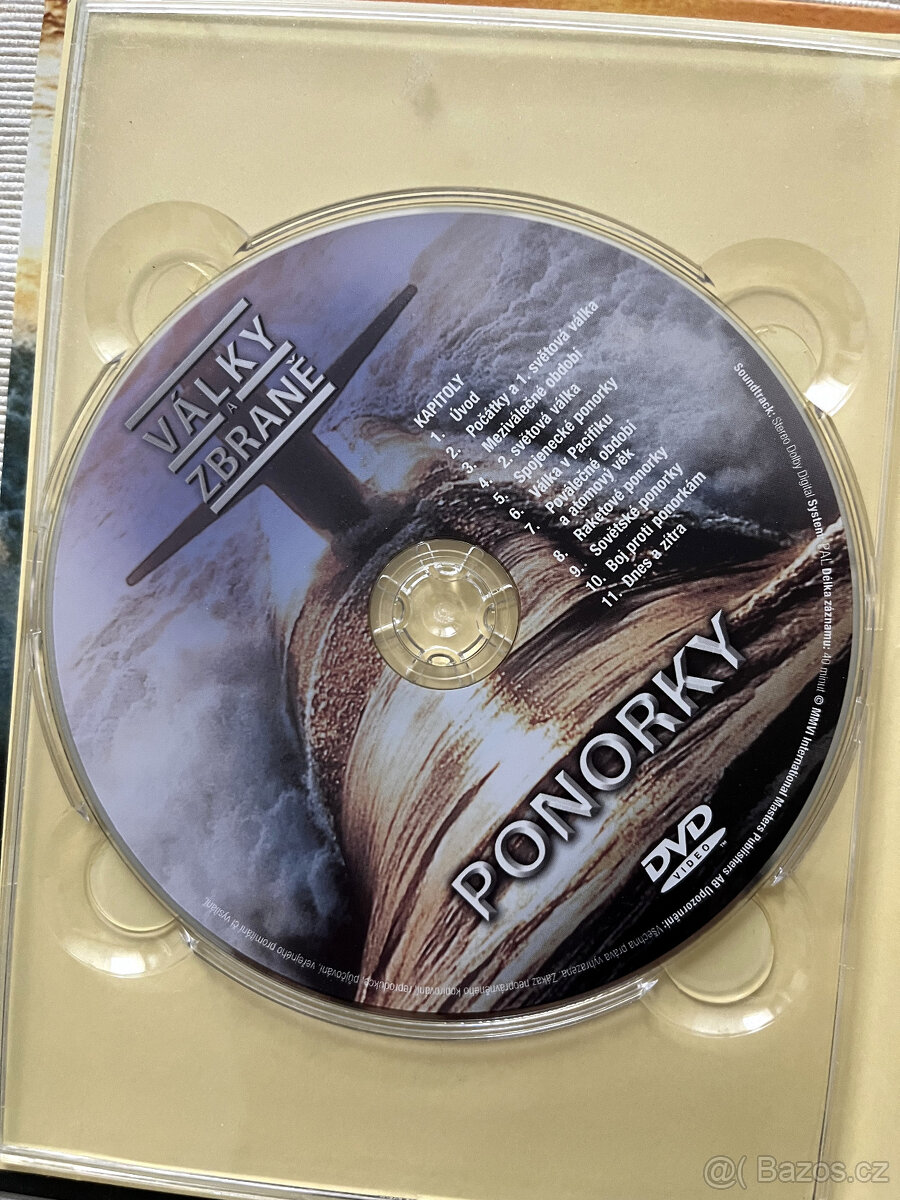 VÁLKY
A
ZBRANĚ
KAPITOLY
1. Úvod
2. Počátky a 1. světová válka
3. Meziválečné období
4. 2. světová válka
5. Spojenecké ponorky
6. Válka v Pacifiku
7. Poválečné období
a atomový věk
8. Raketové ponorky
9. Sovětské ponorky
10. Boj proti ponorkám
11. Dnes a zítra
PONORKY
DVD
VIDEO
TM
Soundtrack: Stereo Dolby Digital System: PAL Délka záznamu: 40 minut © MMVI International Masters Publishers AB Upozornění: Všechna práva vyhrazena. Zákaz neoprávněného kopírování, reprodukce, půjčování, veřejného promítání či vysílání.
@( Bazos.cz